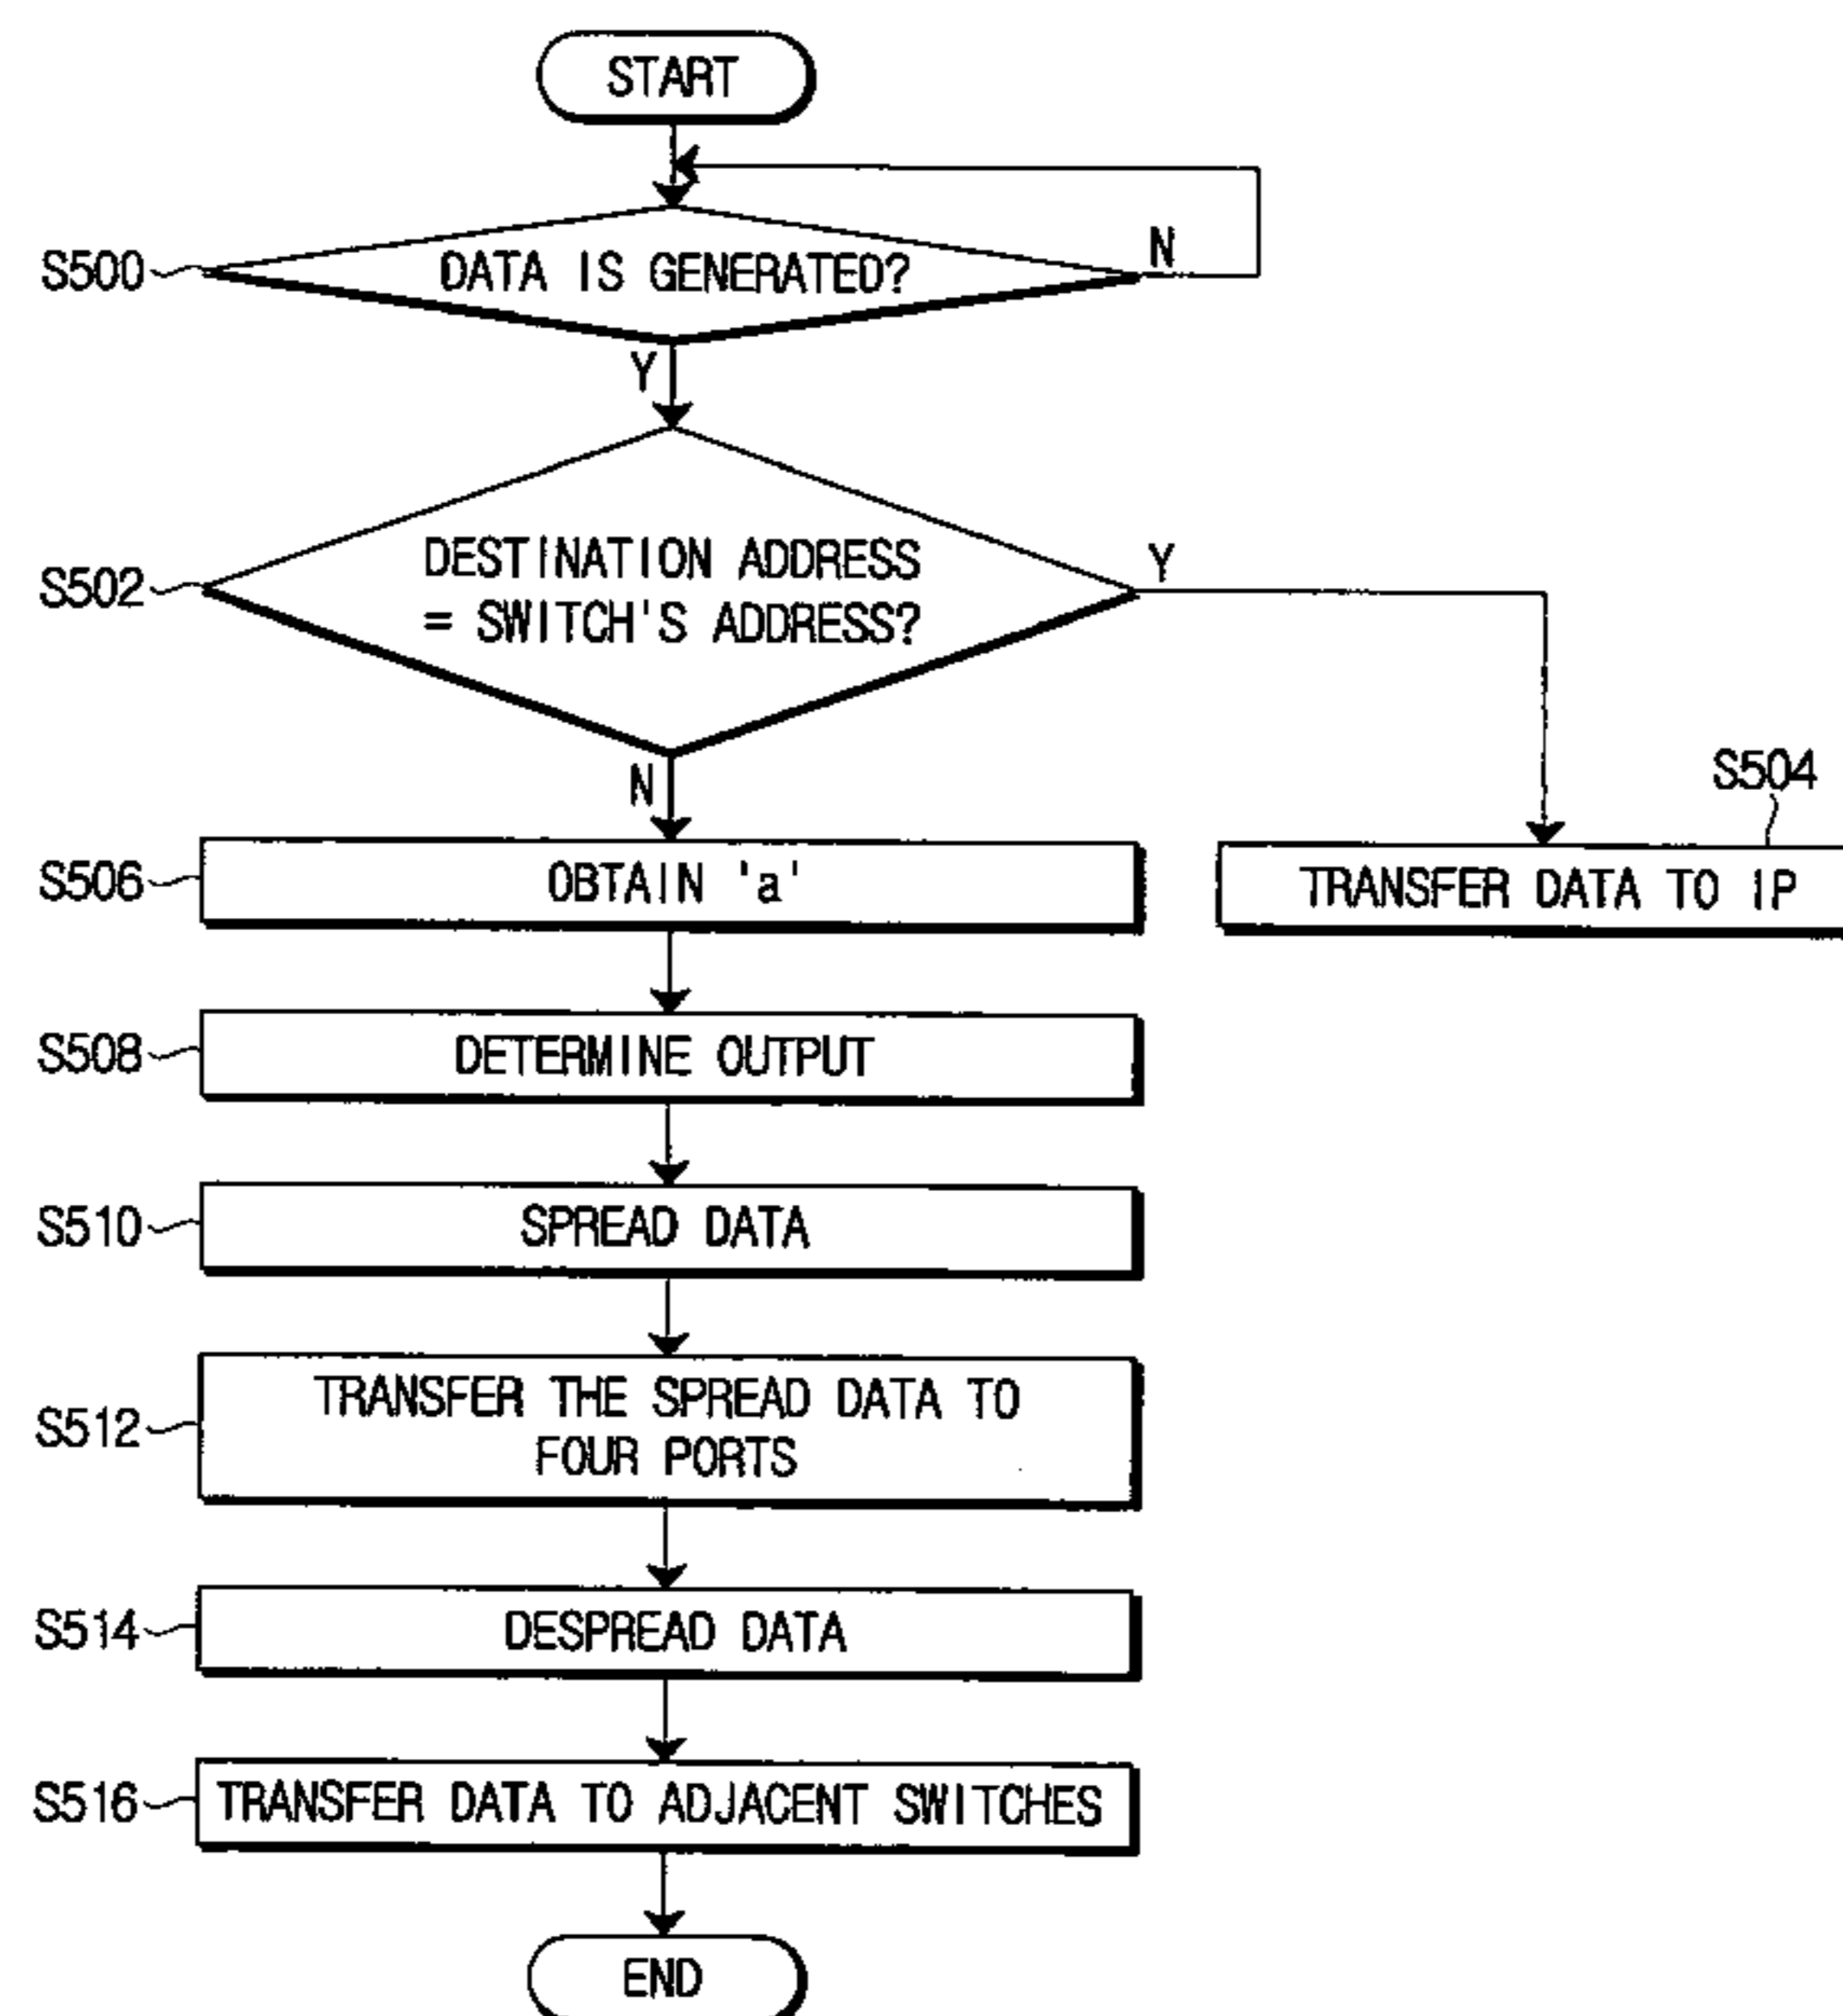 START
S500
DATA IS GENERATED?
N
Y
S502
DESTINATION ADDRESS
= SWITCH'S ADDRESS?
Y
N
S504
S506
OBTAIN 'a'
TRANSFER DATA TO IP
S508
DETERMINE OUTPUT
S510
SPREAD DATA
S512
TRANSFER THE SPREAD DATA TO
FOUR PORTS
S514
DESPREAD DATA
S516
TRANSFER DATA TO ADJACENT SWITCHES
END